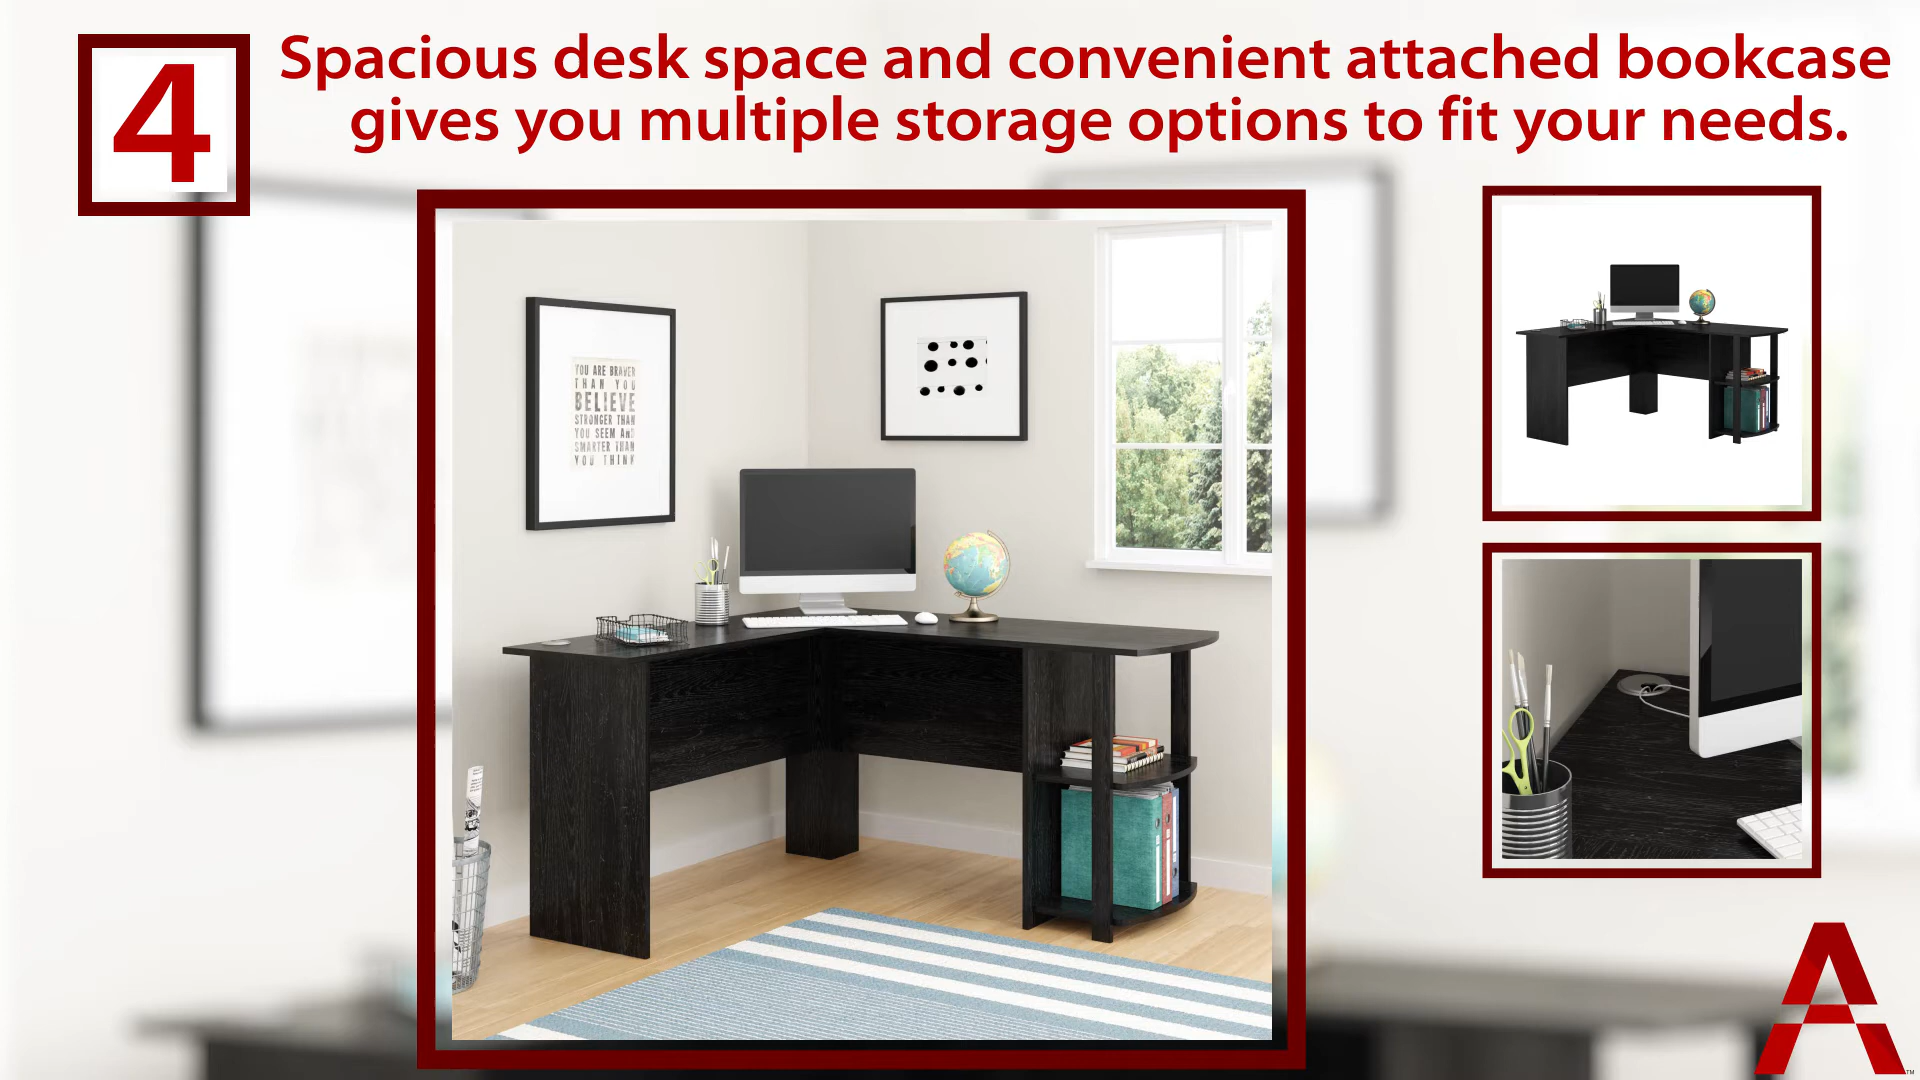 4
Spacious desk space and convenient attached bookcase
gives you multiple storage options to fit your needs.
YOU ARE BRAVER
THAN YOU
BELIEVE
STRONGER THAN
YOU SEEM AND
SMARTER THAN
YOU THINK
A
TM